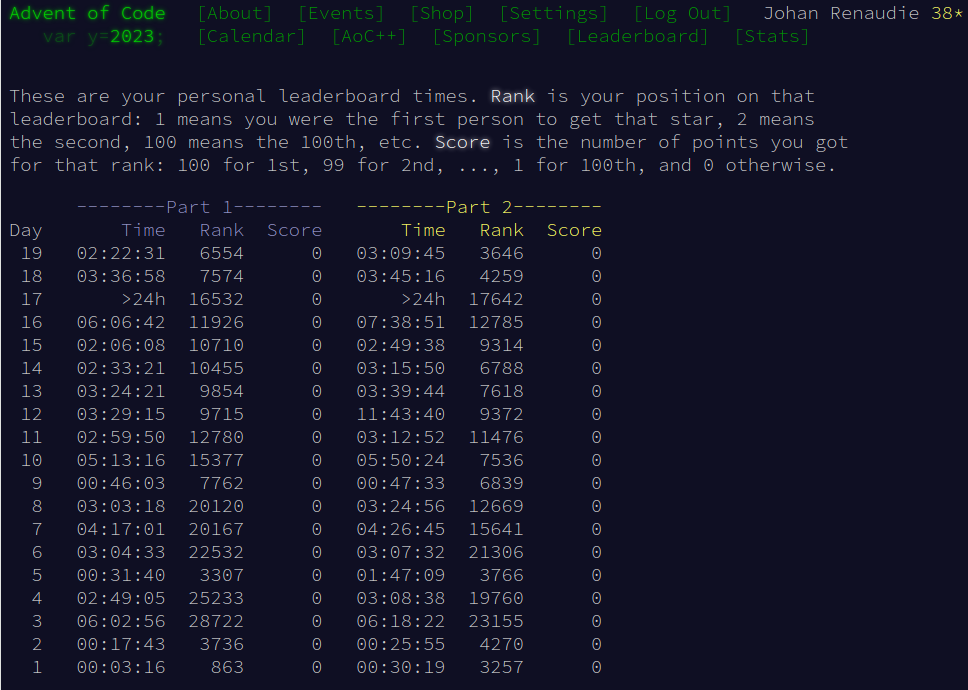 Advent of Code [About] [Events] [Shop] [Settings] [Log Out] Johan Renaudie 38*
var y=2023; [Calendar] [AoC++] [Sponsors] [Leaderboard] [Stats]
These are your personal leaderboard times. Rank is your position on that
leaderboard: 1 means you were the first person to get that star, 2 means
the second, 100 means the 100th, etc. Score is the number of points you got
for that rank: 100 for 1st, 99 for 2nd, ..., 1 for 100th, and 0 otherwise.
--------Part 1-------- --------Part 2--------
Day Time Rank Score Time Rank Score
19 02:22:31 6554 0 03:09:45 3646 0
18 03:36:58 7574 0 03:45:16 4259 0
17 >24h 16532 0 >24h 17642 0
16 06:06:42 11926 0 07:38:51 12785 0
15 02:06:08 10710 0 02:49:38 9314 0
14 02:33:21 10455 0 03:15:50 6788 0
13 03:24:21 9854 0 03:39:44 7618 0
12 03:29:15 9715 0 11:43:40 9372 0
11 02:59:50 12780 0 03:12:52 11476 0
10 05:13:16 15377 0 05:50:24 7536 0
9 00:46:03 7762 0 00:47:33 6839 0
8 03:03:18 20120 0 03:24:56 12669 0
7 04:17:01 20167 0 04:26:45 15641 0
6 03:04:33 22532 0 03:07:32 21306 0
5 00:31:40 3307 0 01:47:09 3766 0
4 02:49:05 25233 0 03:08:38 19760 0
3 06:02:56 28722 0 06:18:22 23155 0
2 00:17:43 3736 0 00:25:55 4270 0
1 00:03:16 863 0 00:30:19 3257 0